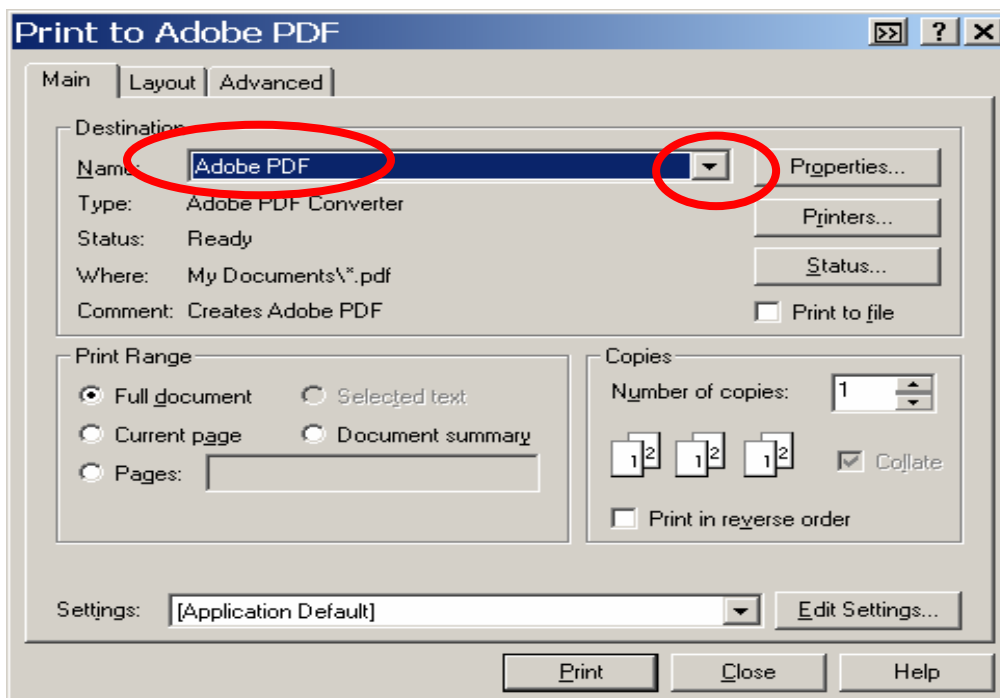 Print to Adobe PDF
Main Layout Advanced
Destination
Name: Adobe PDF Properties...
Type: Adobe PDF Converter
Printers...
Status: Ready
Status...
Where: My Documents\*.pdf
Comment: Creates Adobe PDF Print to file
Print Range Copies
Full document Selected text Number of copies: 1
Current page Document summary
1 2 1 2 1 2 Collate
Pages:
Print in reverse order
Settings: [Application Default] Edit Settings...
Print Close Help